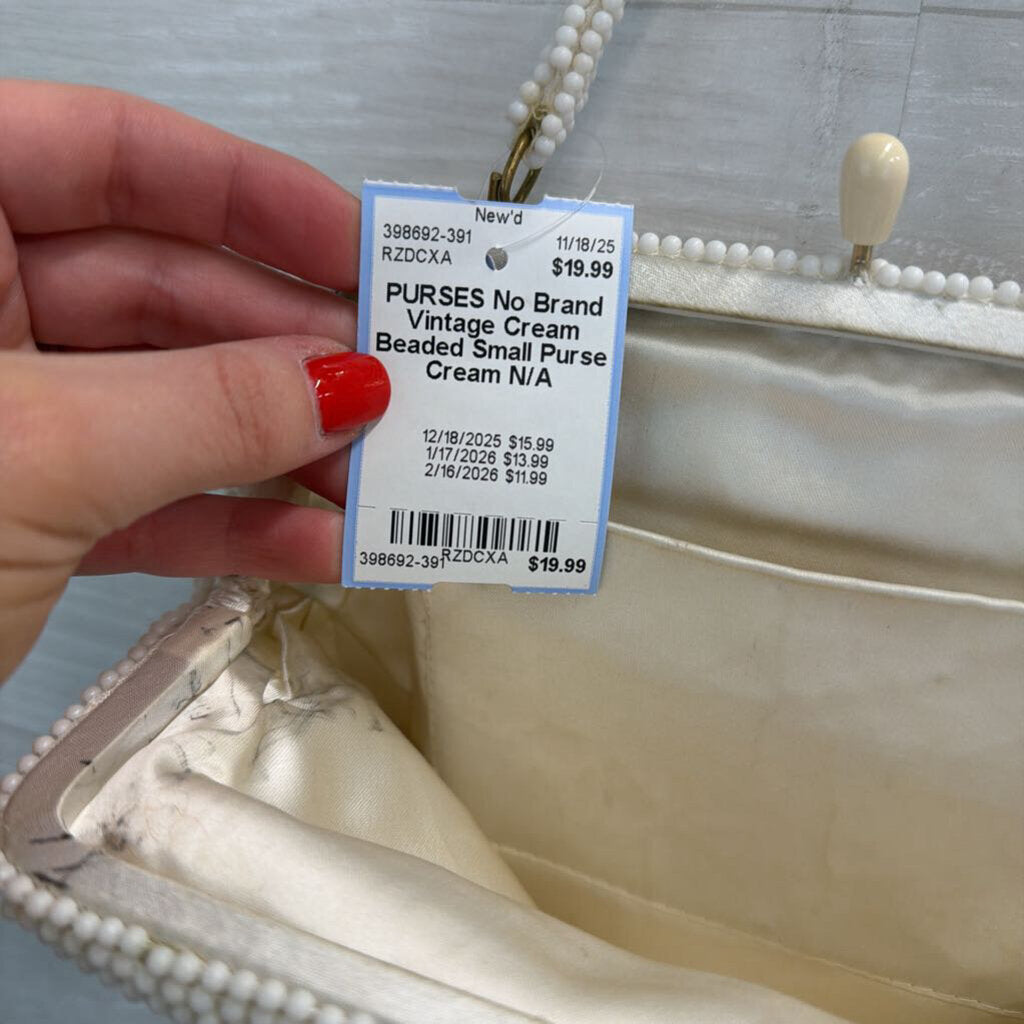 New'd
398692-391 11/18/25
RZDCXA $19.99
PURSES No Brand
Vintage Cream
Beaded Small Purse
Cream N/A
12/18/2025 $15.99
1/17/2026 $13.99
2/16/2026 $11.99
398692-391 RZDCXA $19.99